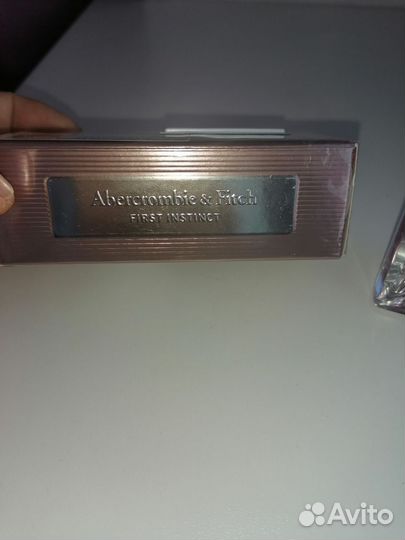 Abercrombie & Fitch
FIRST INSTINCT
Avito